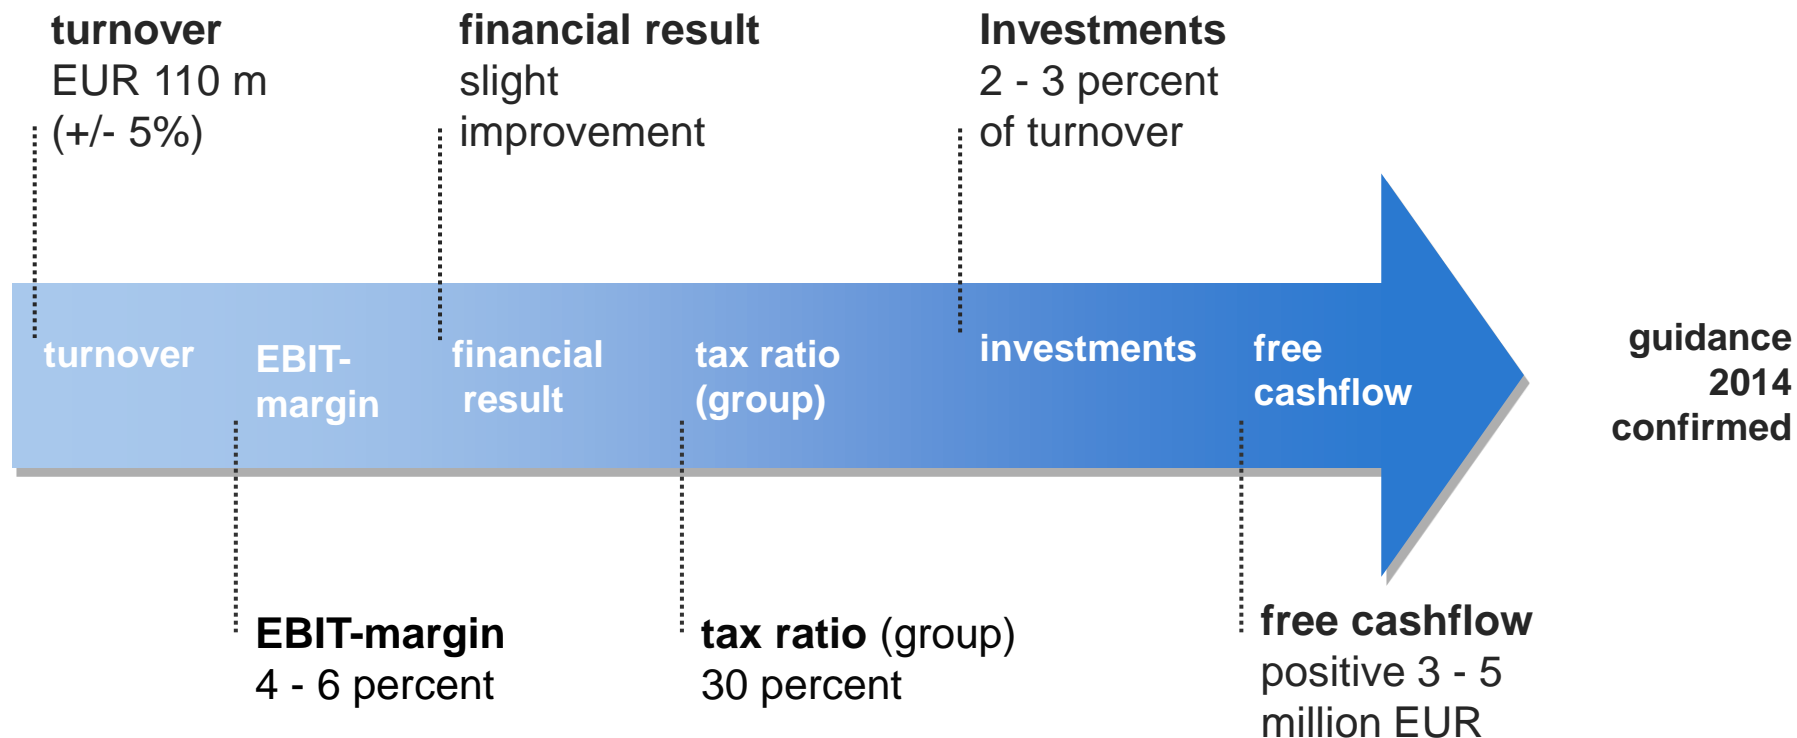 turnover
EUR 110 m
(+/- 5%)
financial result
slight
improvement
Investments
2 - 3 percent
of turnover
turnover
EBIT-
margin
financial
result
tax ratio
(group)
investments
free
cashflow
guidance
2014
confirmed
EBIT-margin
4 - 6 percent
tax ratio (group)
30 percent
free cashflow
positive 3 - 5
million EUR